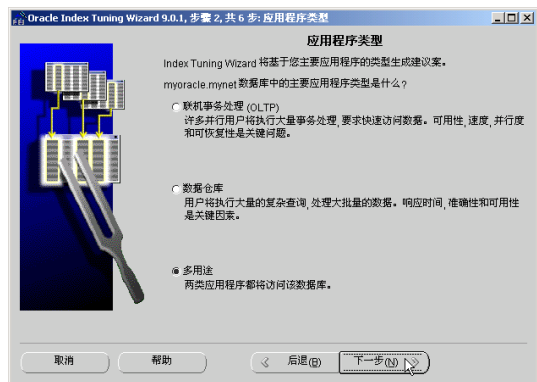 Oracle Index Tuning Wizard 9.0.1, 步骤 2, 共 6 步: 应用程序类型
应用程序类型
Index Tuning Wizard 将基于您主要应用程序的类型生成建议案。
myoracle.mynet 数据库中的主要应用程序类型是什么?
联机事务处理 (OLTP)
许多并行用户将执行大量事务处理, 要求快速访问数据。可用性, 速度, 并行度
和可恢复性是关键问题。
数据仓库
用户将执行大量的复杂查询, 处理大批量的数据。响应时间, 准确性和可用性
是关键因素。
多用途
两类应用程序都将访问该数据库。
取消
帮助
后退(B)
下一步(N)